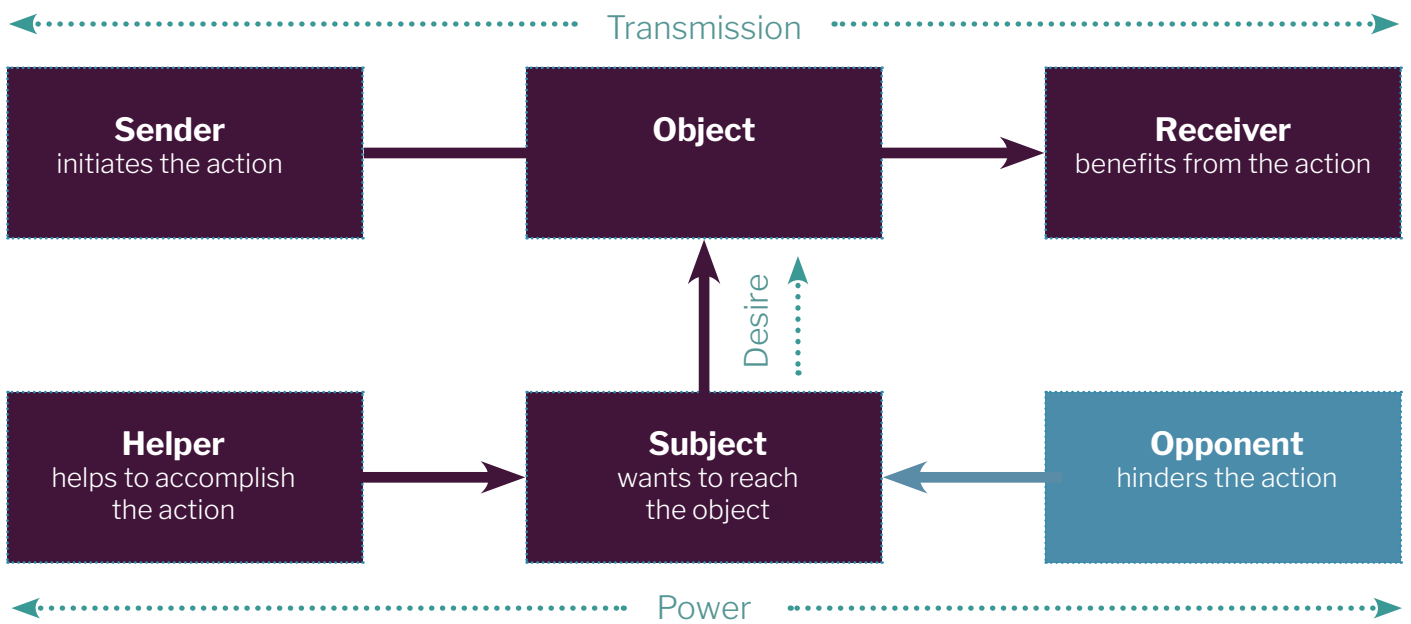 Transmission
Sender
initiates the action
Object
Receiver
benefits from the action
Desire
Helper
helps to accomplish
the action
Subject
wants to reach
the object
Opponent
hinders the action
Power